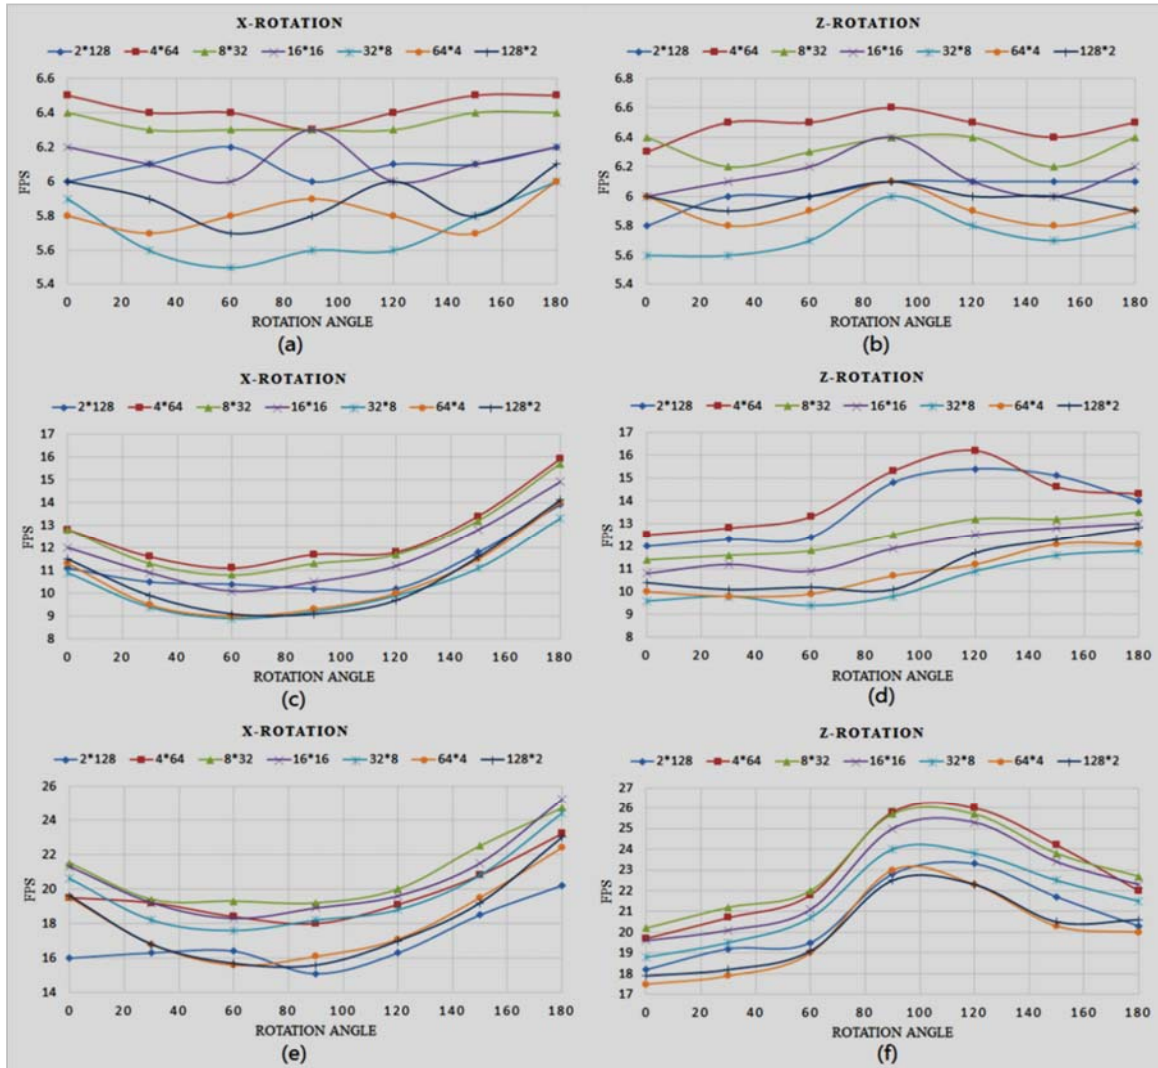 X-ROTATION
2*128 4*64 8*32 16*16 32*8 64*4 128*2
6.6
6.4
6.2
6
5.8
5.6
5.4
FPS
0 20 40 60 80 100 120 140 160 180
ROTATION ANGLE
(a)
Z-ROTATION
2*128 4*64 8*32 16*16 32*8 64*4 128*2
6.8
6.6
6.4
6.2
6
5.8
5.6
5.4
FPS
0 20 40 60 80 100 120 140 160 180
ROTATION ANGLE
(b)
X-ROTATION
2*128 4*64 8*32 16*16 32*8 64*4 128*2
17
16
15
14
13
12
11
10
9
8
FPS
0 20 40 60 80 100 120 140 160 180
ROTATION ANGLE
(c)
Z-ROTATION
2*128 4*64 8*32 16*16 32*8 64*4 128*2
17
16
15
14
13
12
11
10
9
8
FPS
0 20 40 60 80 100 120 140 160 180
ROTATION ANGLE
(d)
X-ROTATION
2*128 4*64 8*32 16*16 32*8 64*4 128*2
26
24
22
20
18
16
14
FPS
0 20 40 60 80 100 120 140 160 180
ROTATION ANGLE
(e)
Z-ROTATION
2*128 4*64 8*32 16*16 32*8 64*4 128*2
27
26
25
24
23
22
21
20
19
18
17
FPS
0 20 40 60 80 100 120 140 160 180
ROTATION ANGLE
(f)